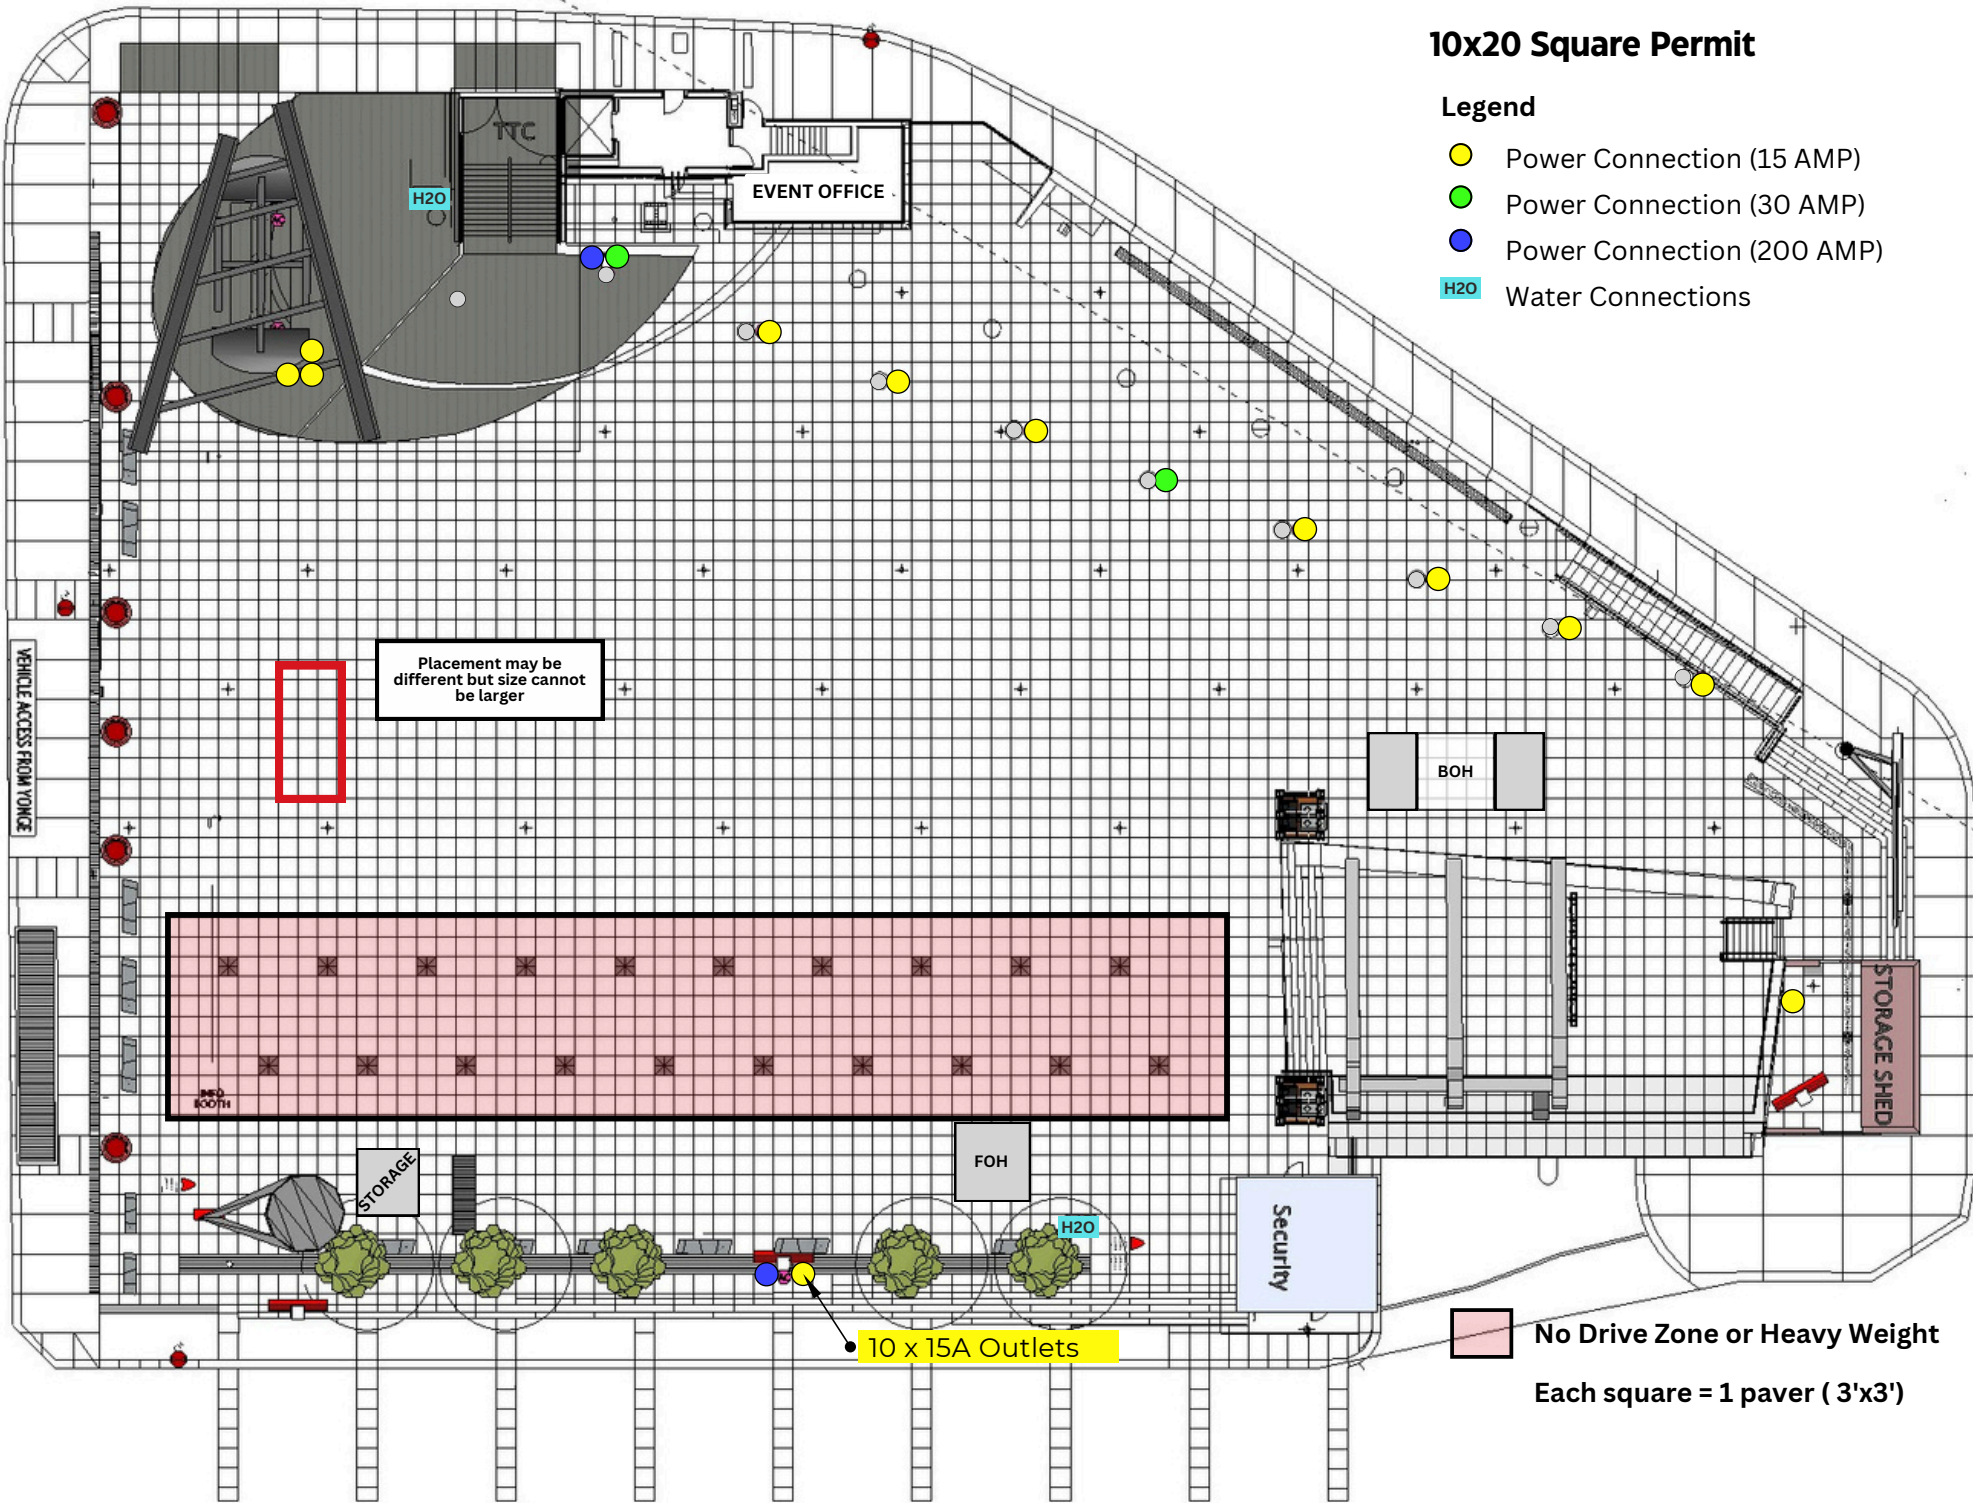 10x20 Square Permit
Legend
Power Connection (15 AMP)
Power Connection (30 AMP)
Power Connection (200 AMP)
H2O
Water Connections
TTC
H2O
EVENT OFFICE
VEHICLE ACCESS FROM YONGE
Placement may be
different but size cannot
be larger
BOH
INFO
BOOTH
STORAGE SHED
STORAGE
FOH
H2O
Security
10 x 15A Outlets
No Drive Zone or Heavy Weight
Each square = 1 paver ( 3'x3')